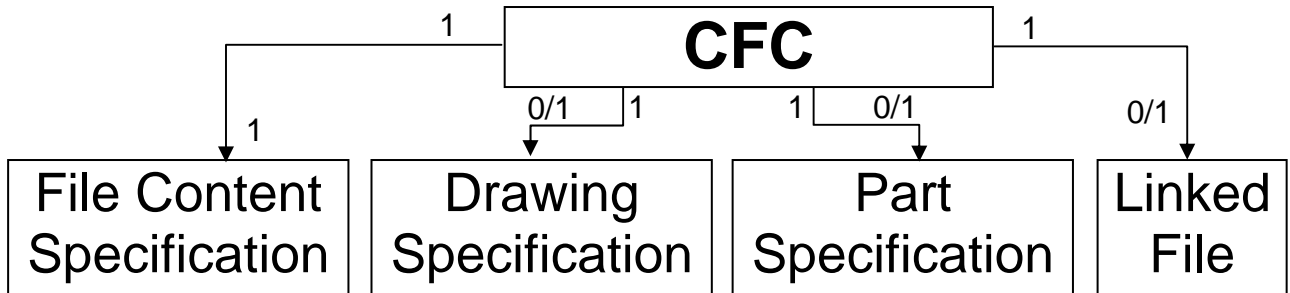 CFC
1
1
0/1
1
1
0/1
1
0/1
File Content
Specification
Drawing
Specification
Part
Specification
Linked
File